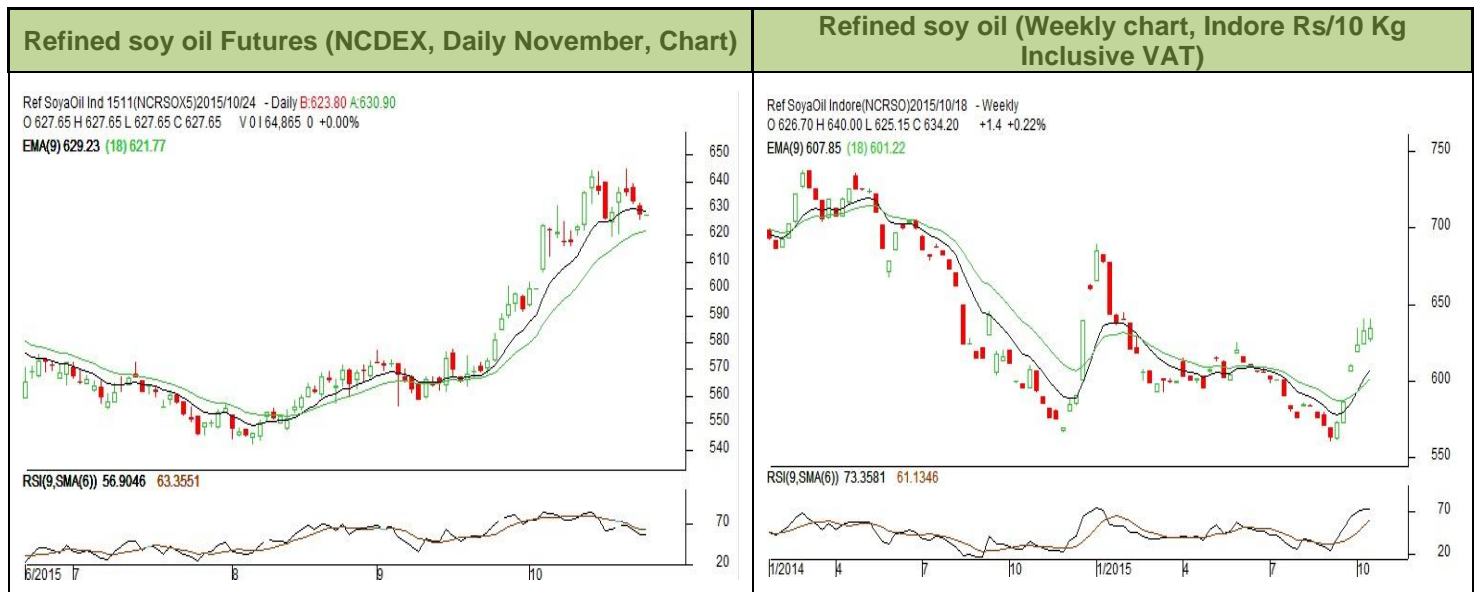 Refined soy oil Futures (NCDEX, Daily November, Chart)
Ref SoyaOil Ind 1511(NCRSOX5)2015/10/24 - Daily B:623.80 A:630.90
O 627.65 H 627.65 L 627.65 C 627.65 V 0 I 64,865 0 +0.00%
EMA(9) 629.23 (18) 621.77
650
640
630
620
610
600
590
580
570
560
550
540
RSI(9,SMA(6)) 56.9046 63.3551
70
20
6/2015 7 8 9 10
Refined soy oil (Weekly chart, Indore Rs/10 Kg
Inclusive VAT)
Ref SoyaOil Indore(NCRSO)2015/10/18 - Weekly
O 626.70 H 640.00 L 625.15 C 634.20 +1.4 +0.22%
EMA(9) 607.85 (18) 601.22
750
700
650
600
550
RSI(9,SMA(6)) 73.3581 61.1346
70
20
1/2014 4 7 10 1/2015 4 7 10